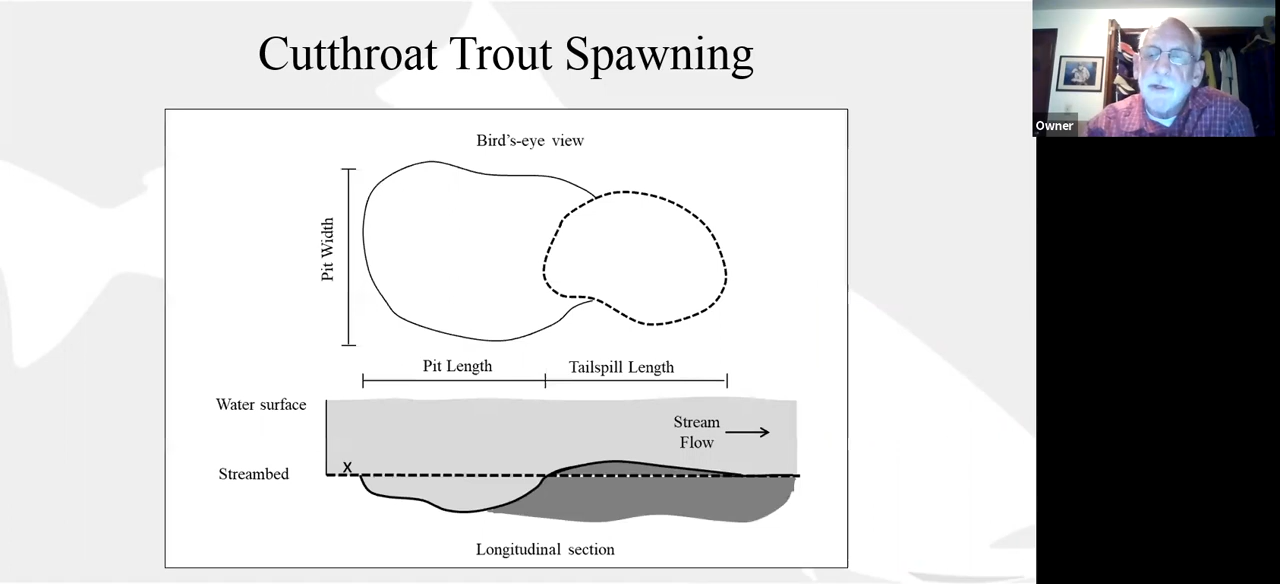 Cutthroat Trout Spawning
Owner
Bird's-eye view
Pit Width
Pit Length
Tailspill Length
Water surface
Stream
Flow
X
Streambed
Longitudinal section